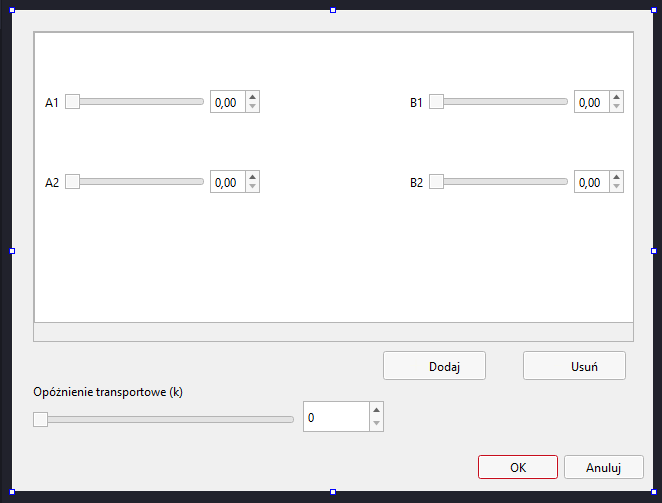 A1 0,00 B1 0,00
A2 0,00 B2 0,00
Dodaj Usuń
Opóźnienie transportowe (k)
0
OK Anuluj